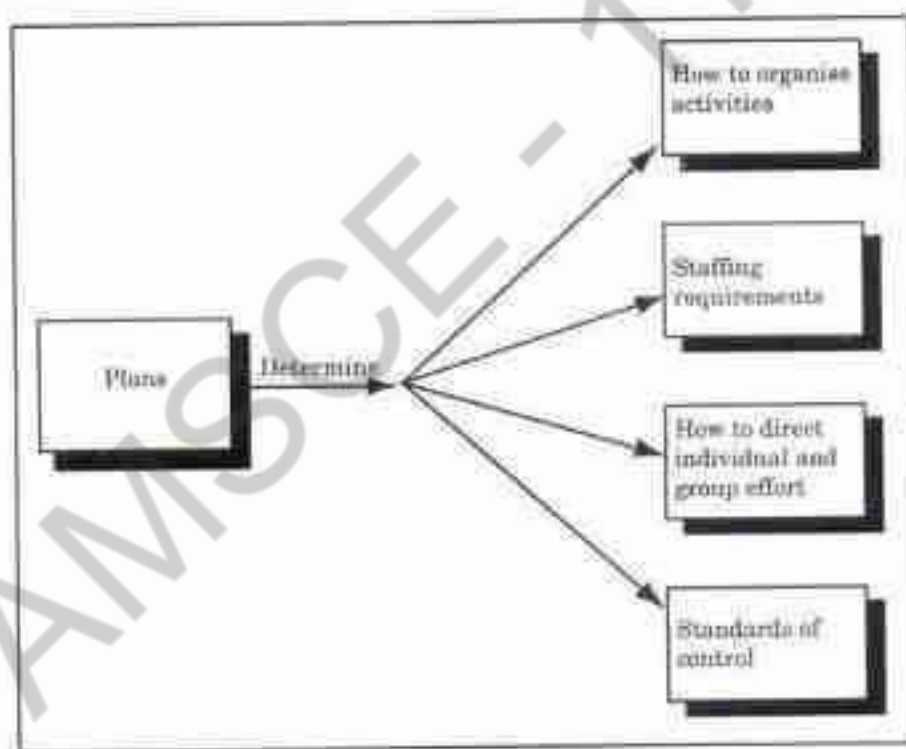 How to organise
activities
Staffing
requirements
Plans
Determining
How to direct
individual and
group effort
Standards of
control
AMSCE - 1